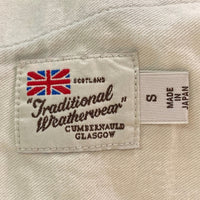 SCOTLAND
"Traditional
Weatherwear"
CUMBERNAULD
GLASGOW
S
MADE
IN
JAPAN